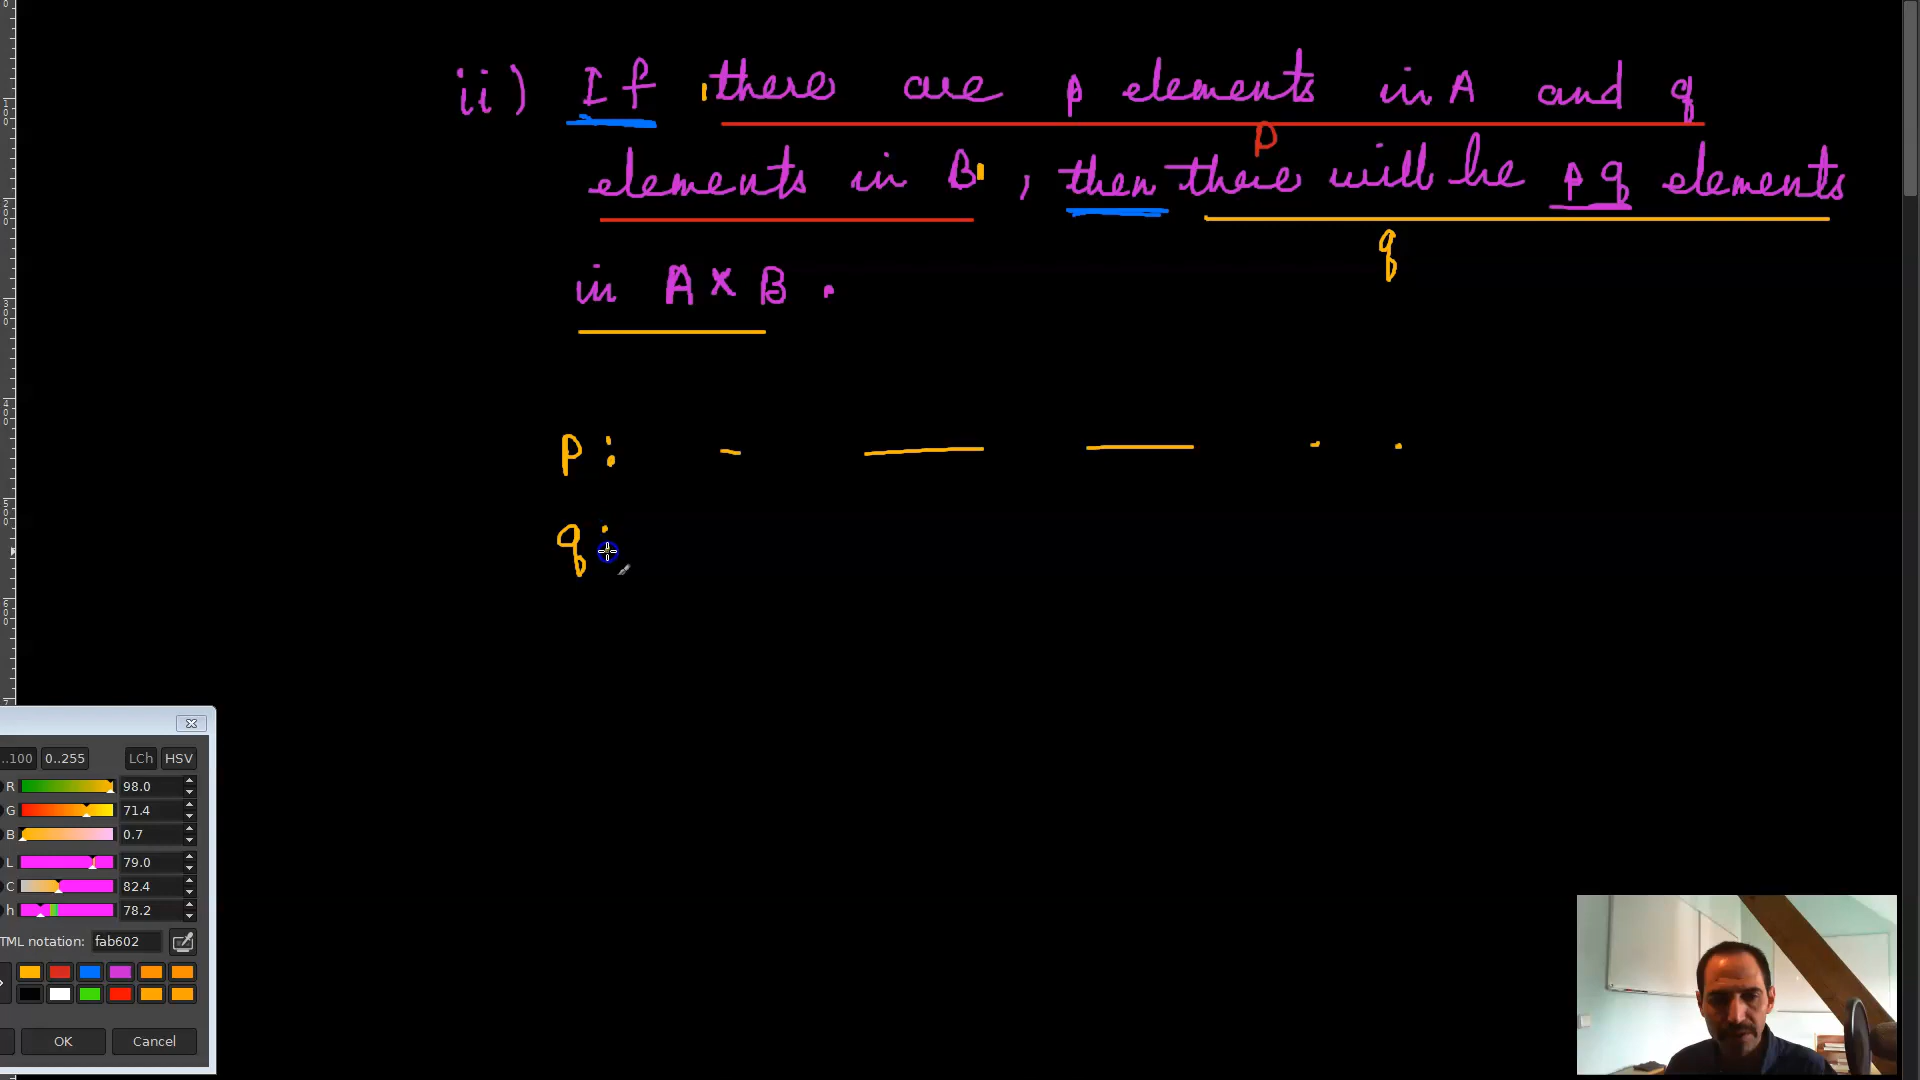 ii) If there are p elements in A and q
P
elements in B, then there will be pq elements
q
in A × B.
P: - — — . .
q:
..100 0..255 LCh HSV
R 98.0
G 71.4
B 0.7
L 79.0
C 82.4
h 78.2
TML notation: fab602
OK Cancel